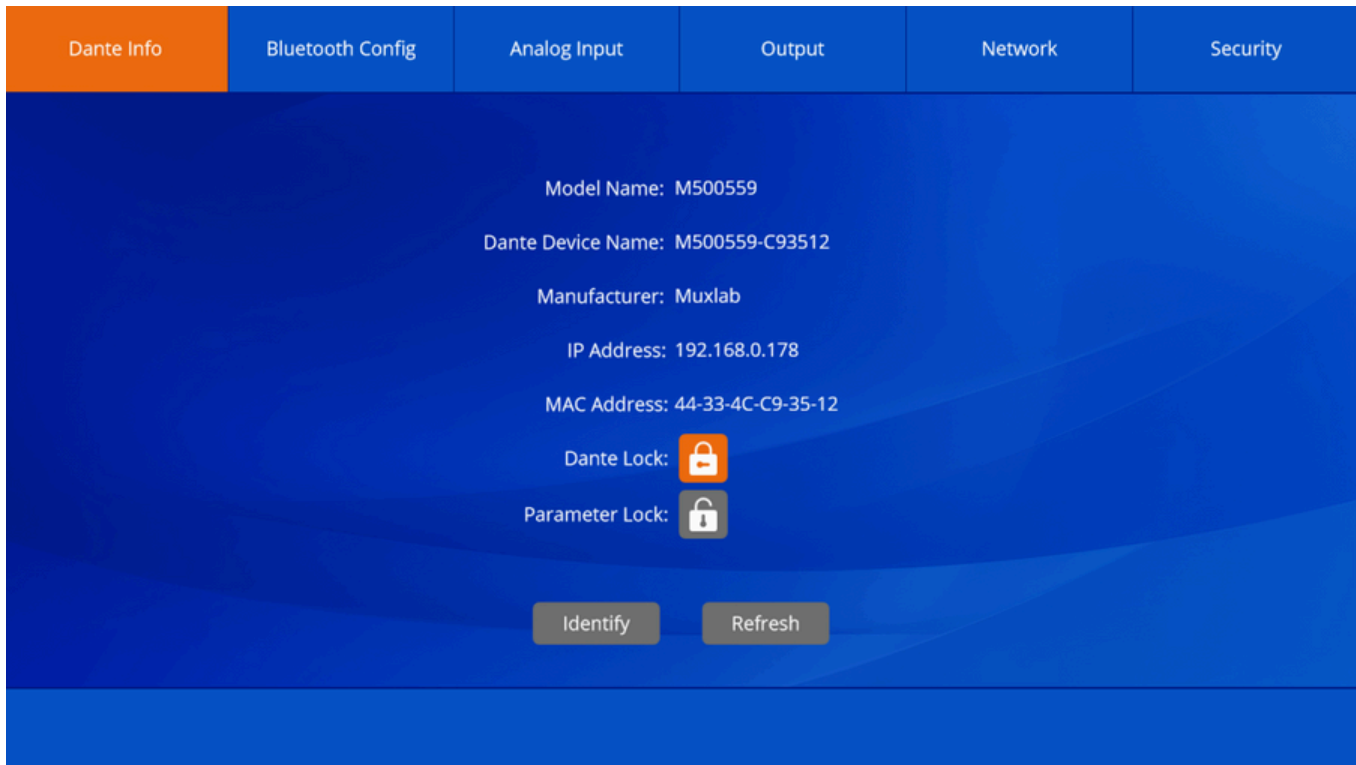 Dante Info Bluetooth Config Analog Input Output Network Security
Model Name: M500559
Dante Device Name: M500559-C93512
Manufacturer: Muxlab
IP Address: 192.168.0.178
MAC Address: 44-33-4C-C9-35-12
Dante Lock:
Parameter Lock:
Identify Refresh